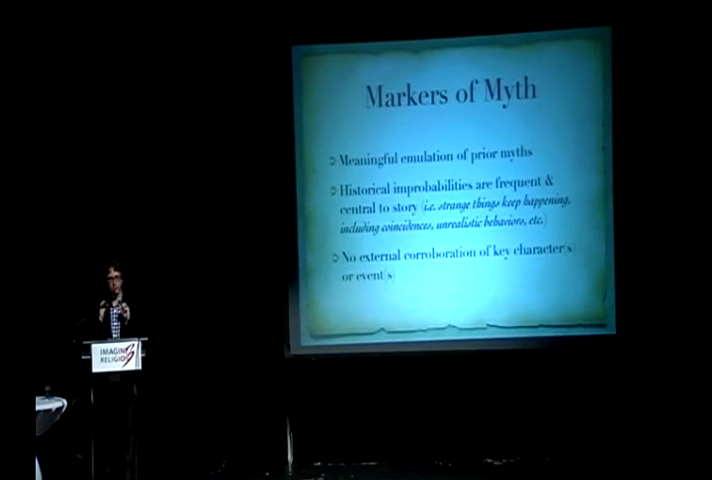 Markers of Myth
Meaningful emulation of prior myths
Historical improbabilities are frequent &
central to story (i.e. strange things keep happening,
including coincidences, unrealistic behaviors, etc.)
No external corroboration of key character(s)
or event(s)
IMAGINE
RELIGION